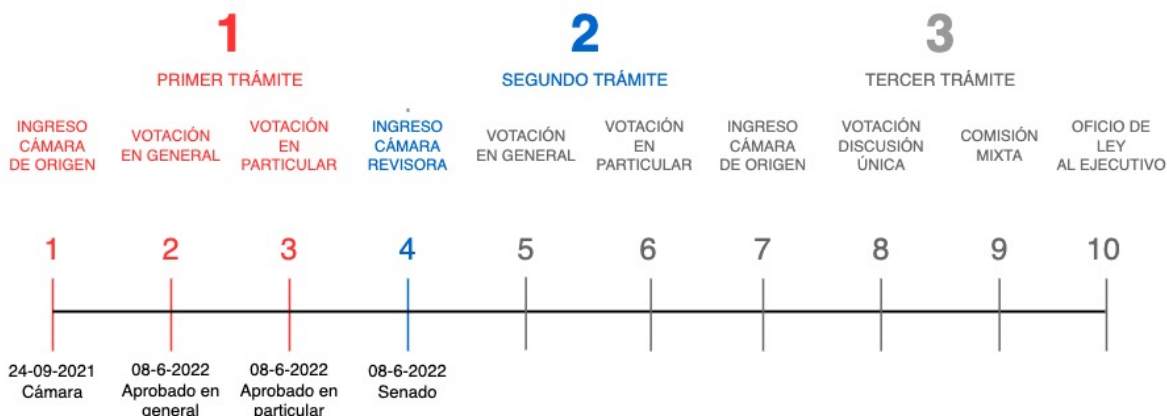 1
2
3
PRIMER TRÁMITE
SEGUNDO TRÁMITE
TERCER TRÁMITE
INGRESO
CÁMARA
DE ORIGEN
VOTACIÓN
EN GENERAL
VOTACIÓN
EN
PARTICULAR
INGRESO
CÁMARA
REVISORA
VOTACIÓN
EN GENERAL
VOTACIÓN
EN
PARTICULAR
INGRESO
CÁMARA
DE ORIGEN
VOTACIÓN
DISCUSIÓN
ÚNICA
COMISIÓN
MIXTA
OFICIO DE
LEY
AL EJECUTIVO
1
2
3
4
5
6
7
8
9
10
24-09-2021
Cámara
08-6-2022
Aprobado en
general
08-6-2022
Aprobado en
particular
08-6-2022
Senado